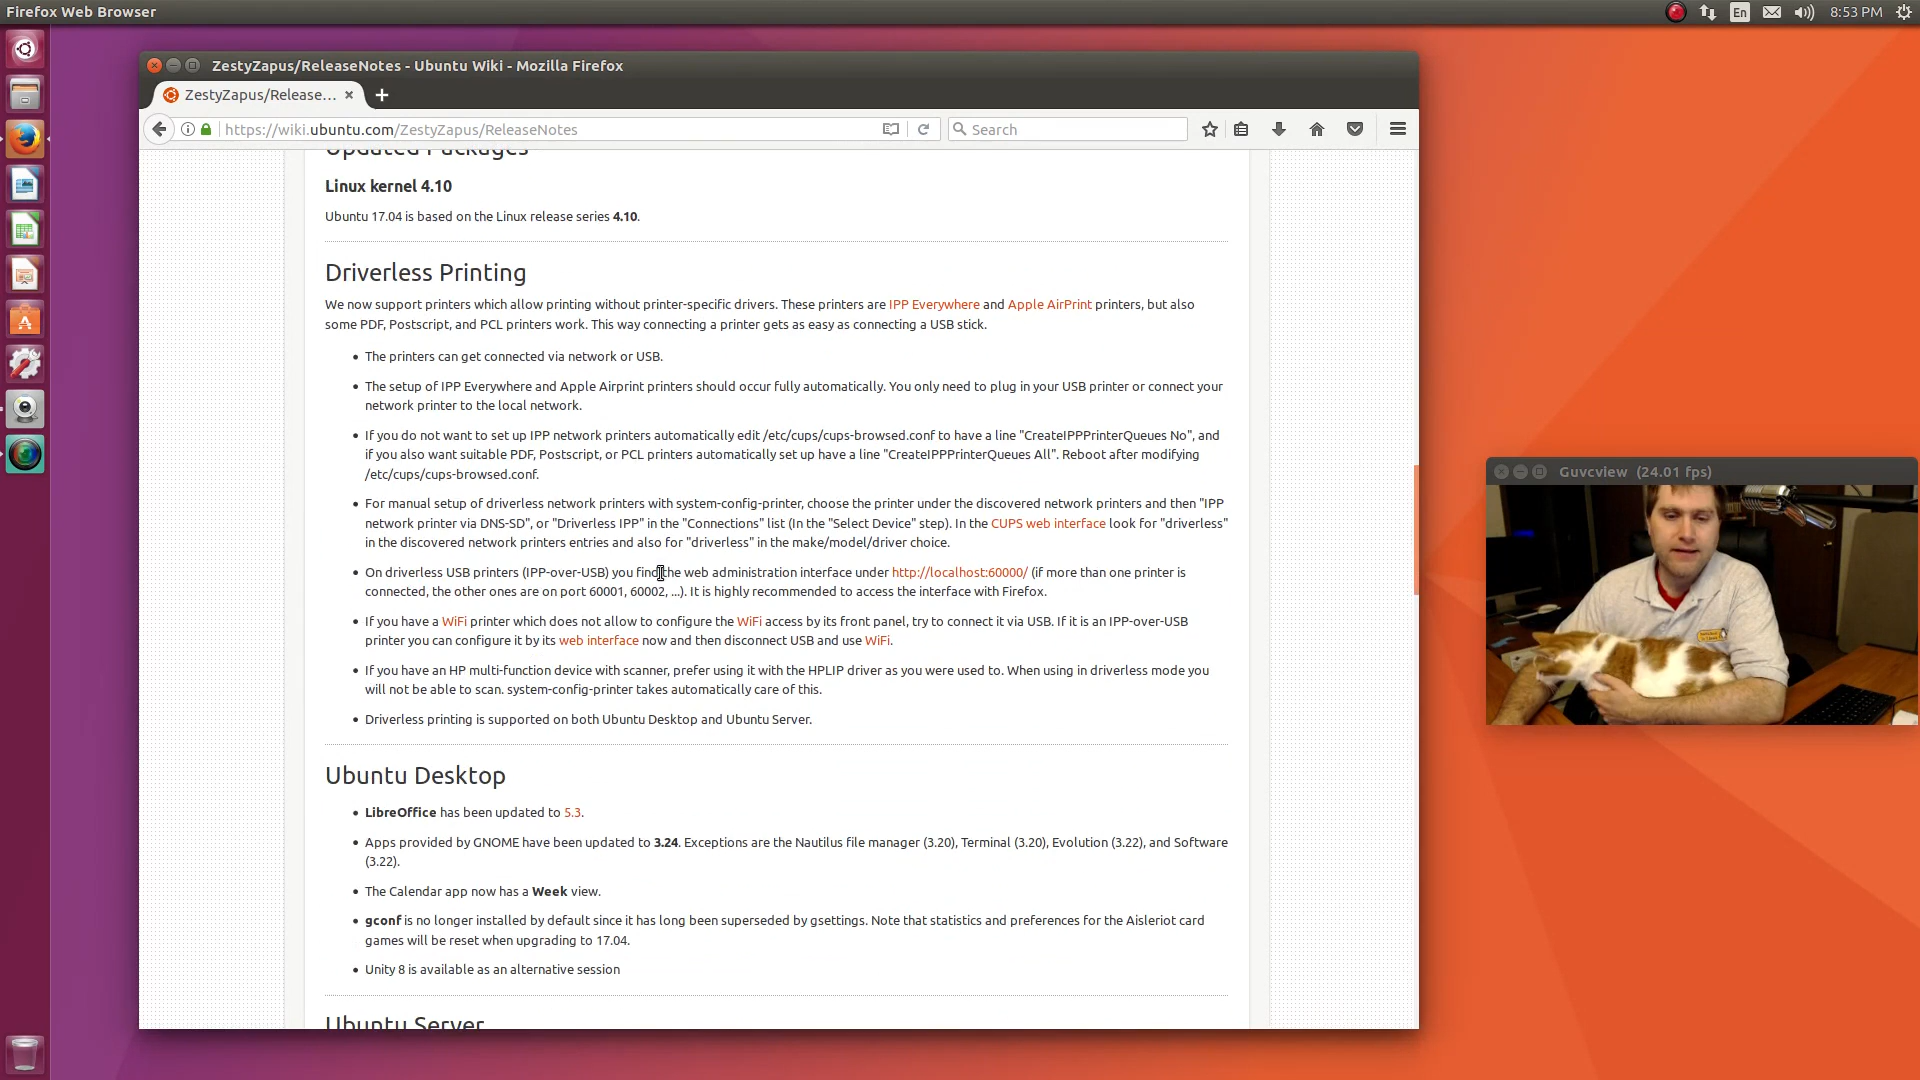 Firefox Web Browser
En
8:53 PM
ZestyZapus/ReleaseNotes - Ubuntu Wiki - Mozilla Firefox
ZestyZapus/Release...
https://wiki.ubuntu.com/ZestyZapus/ReleaseNotes
Search
Updated Packages
Linux kernel 4.10
Ubuntu 17.04 is based on the Linux release series 4.10.
Driverless Printing
We now support printers which allow printing without printer-specific drivers. These printers are IPP Everywhere and Apple AirPrint printers, but also
some PDF, Postscript, and PCL printers work. This way connecting a printer gets as easy as connecting a USB stick.
The printers can get connected via network or USB.
The setup of IPP Everywhere and Apple Airprint printers should occur fully automatically. You only need to plug in your USB printer or connect your
network printer to the local network.
If you do not want to set up IPP network printers automatically edit /etc/cups/cups-browsed.conf to have a line "CreateIPPPrinterQueues No", and
if you also want suitable PDF, Postscript, or PCL printers automatically set up have a line "CreateIPPPrinterQueues All". Reboot after modifying
/etc/cups/cups-browsed.conf.
For manual setup of driverless network printers with system-config-printer, choose the printer under the discovered network printers and then "IPP
network printer via DNS-SD", or "Driverless IPP" in the "Connections" list (In the "Select Device" step). In the CUPS web interface look for "driverless"
in the discovered network printers entries and also for "driverless" in the make/model/driver choice.
On driverless USB printers (IPP-over-USB) you find the web administration interface under http://localhost:60000/ (if more than one printer is
connected, the other ones are on port 60001, 60002, ...). It is highly recommended to access the interface with Firefox.
If you have a WiFi printer which does not allow to configure the WiFi access by its front panel, try to connect it via USB. If it is an IPP-over-USB
printer you can configure it by its web interface now and then disconnect USB and use WiFi.
If you have an HP multi-function device with scanner, prefer using it with the HPLIP driver as you were used to. When using in driverless mode you
will not be able to scan. system-config-printer takes automatically care of this.
Driverless printing is supported on both Ubuntu Desktop and Ubuntu Server.
Ubuntu Desktop
LibreOffice has been updated to 5.3.
Apps provided by GNOME have been updated to 3.24. Exceptions are the Nautilus file manager (3.20), Terminal (3.20), Evolution (3.22), and Software
(3.22).
The Calendar app now has a Week view.
gconf is no longer installed by default since it has long been superseded by gsettings. Note that statistics and preferences for the Aisleriot card
games will be reset when upgrading to 17.04.
Unity 8 is available as an alternative session
Ubuntu Server
Guvcview (24.01 fps)